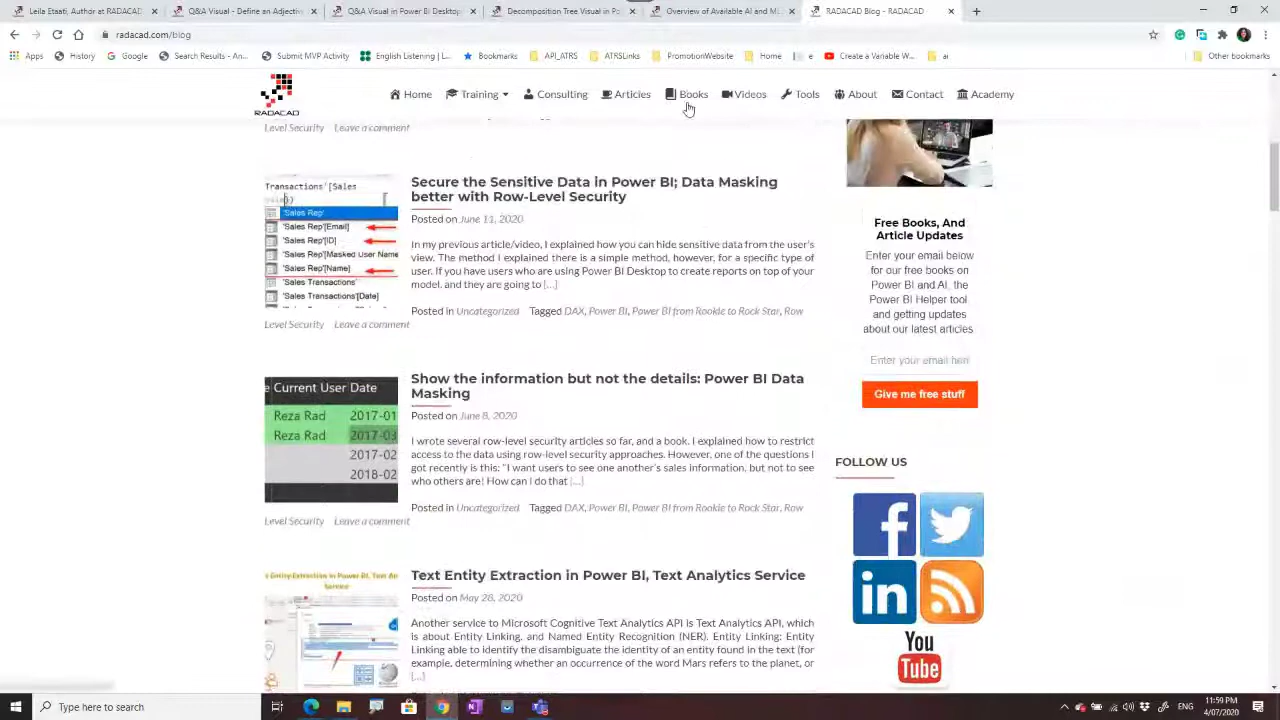 Leila Etati, Author at RADACAD
Q&A Visual - Define an Adjectiv
Q&A Visual in Power BI Desktop
Decomposition Tree Visual in Po
Overview of Available AI and M
RADACAD Blog - RADACAD
cad.com/blog
Apps
History
Google
Search Results - An...
Submit MVP Activity
English Listening |...
Bookmarks
API_ATRS
ATRSLinks
PromotionWebsite
Home
e
Create a Variable W...
ai
Other bookmarks
RADACAD
Home
Training
Consulting
Articles
Books
Videos
Tools
About
Contact
Academy
Level Security Leave a comment
Transactions'[Sales
'Sales Rep'
'Sales Rep'[Email]
'Sales Rep'[ID]
'Sales Rep'[Masked User Name
'Sales Rep'[Name]
'Sales Transactions'
'Sales Transactions'[Date]
Secure the Sensitive Data in Power BI; Data Masking
better with Row-Level Security
Posted on June 11, 2020
In my previous article/video, I explained how you can hide sensitive data from the user's
view. The method I explained there is a simple method, however, for a specific type of
user. If you have users who are using Power BI Desktop to create reports on top of your
model, and they are going to [...]
Posted in Uncategorized Tagged DAX, Power BI, Power BI from Rookie to Rock Star, Row
Level Security Leave a comment
e Current User Date
Reza Rad 2017-01
Reza Rad 2017-03
2017-02
2018-02
Show the information but not the details: Power BI Data
Masking
Posted on June 8, 2020
I wrote several row-level security articles so far, and a book. I explained how to restrict
access to the data using row-level security approaches. However, one of the questions I
got recently is this: "I want users to see one another's sales information, but not to see
who others are! How can I do that [...]
Posted in Uncategorized Tagged DAX, Power BI, Power BI from Rookie to Rock Star, Row
Level Security Leave a comment
t Entity Extraction in Power BI, Text An
Service
Text Entity Extraction in Power BI, Text Analytics Service
Posted on May 28, 2020
Another service to Microsoft Cognitive Text Analytics API is Text Analytics API, which
is about Entity Linking, and Named Entity Recognition (NER). Entity Linking: Entity
Linking able to identify the disambiguate the identity of an entity found in the text (for
example, determining whether an occurrence of the word Mars refers to the planet, or
[...]
Free Books, And
Article Updates
Enter your email below
for our free books on
Power BI and AI, the
Power BI Helper tool
and getting updates
about our latest articles
Enter your email here
Give me free stuff
FOLLOW US
f
in
You
Tube
Type here to search
ENG
11:59 PM
4/07/2020